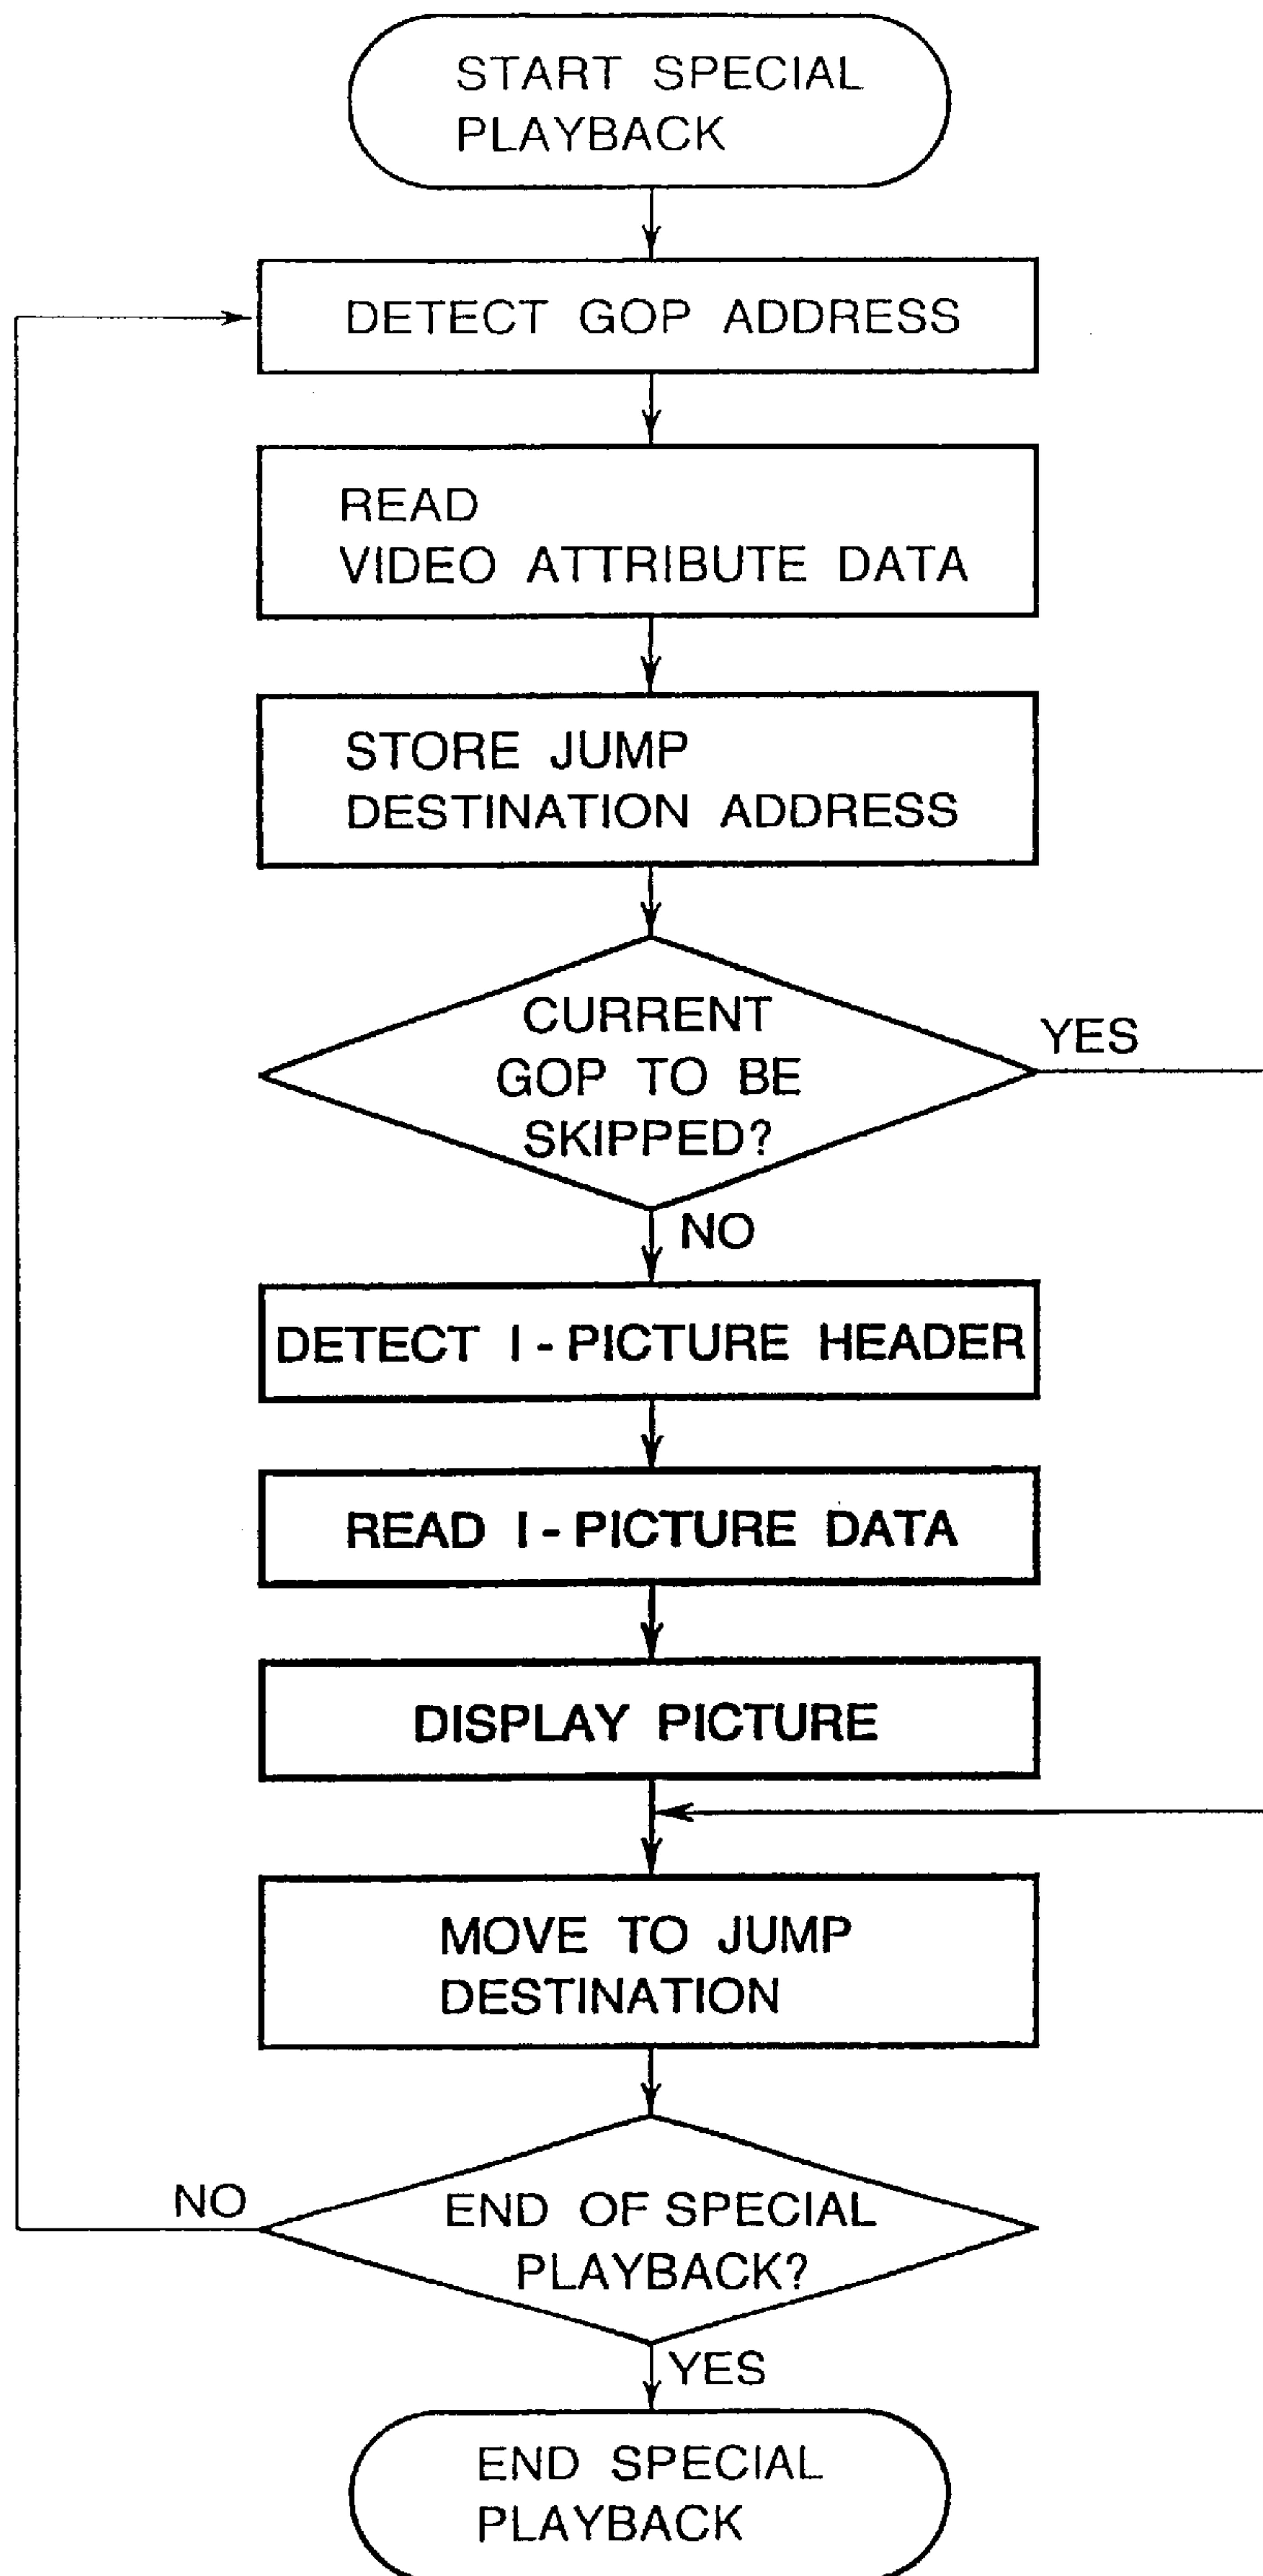 START SPECIAL
PLAYBACK
DETECT GOP ADDRESS
READ
VIDEO ATTRIBUTE DATA
STORE JUMP
DESTINATION ADDRESS
CURRENT
GOP TO BE
SKIPPED?
YES
NO
DETECT I - PICTURE HEADER
READ I - PICTURE DATA
DISPLAY PICTURE
MOVE TO JUMP
DESTINATION
END OF SPECIAL
PLAYBACK?
NO
YES
END SPECIAL
PLAYBACK